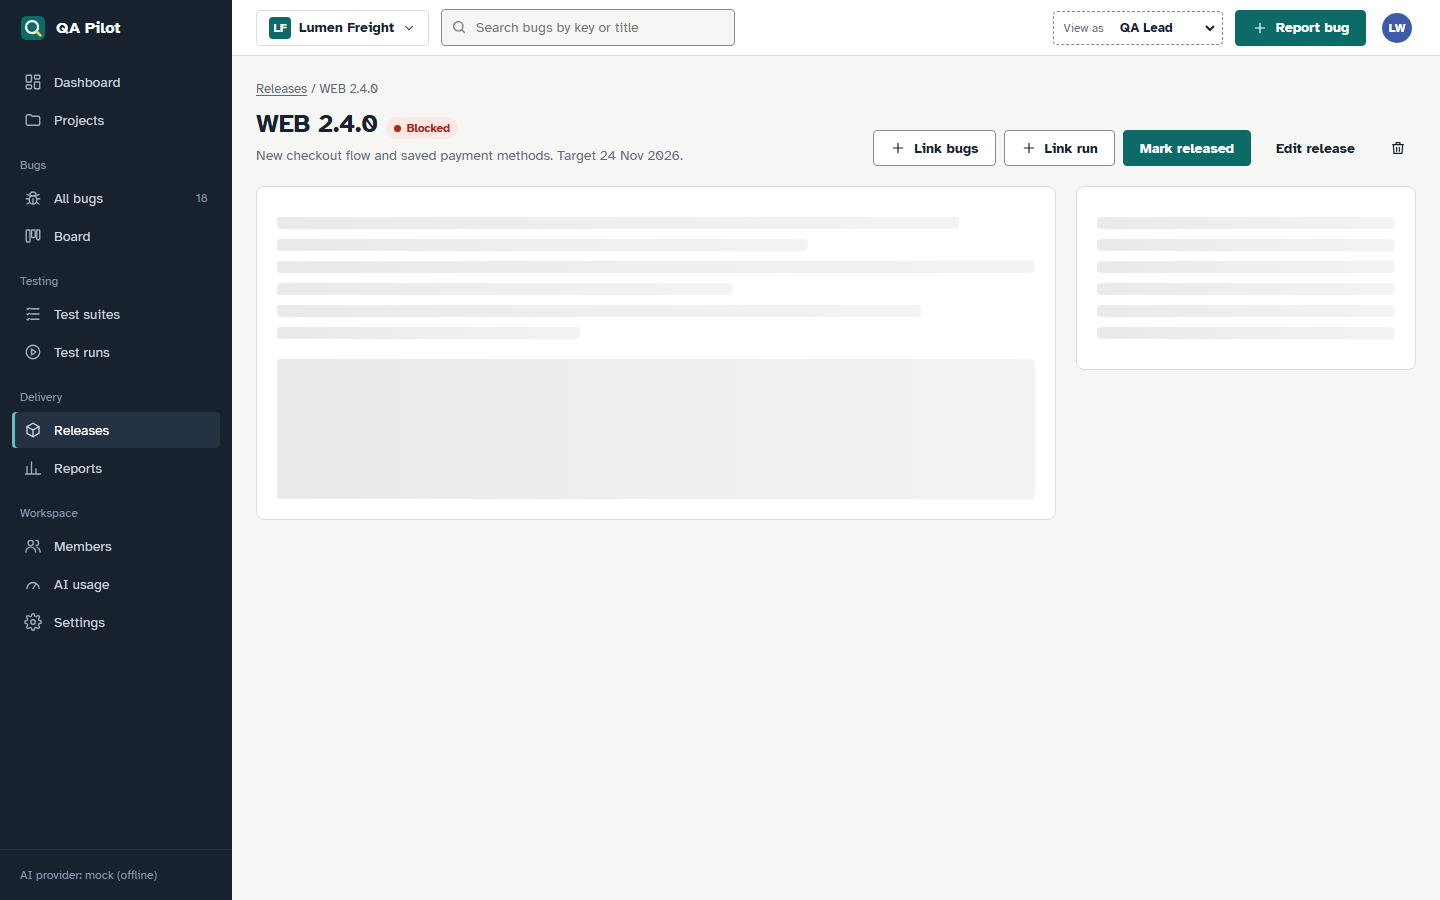 QA Pilot
Dashboard
Projects
Bugs
All bugs 18
Board
Testing
Test suites
Test runs
Delivery
Releases
Reports
Workspace
Members
AI usage
Settings
AI provider: mock (offline)
LF Lumen Freight
Search bugs by key or title
View as QA Lead
Report bug
LW
Releases / WEB 2.4.0
WEB 2.4.0 Blocked
New checkout flow and saved payment methods. Target 24 Nov 2026.
Link bugs
Link run
Mark released
Edit release